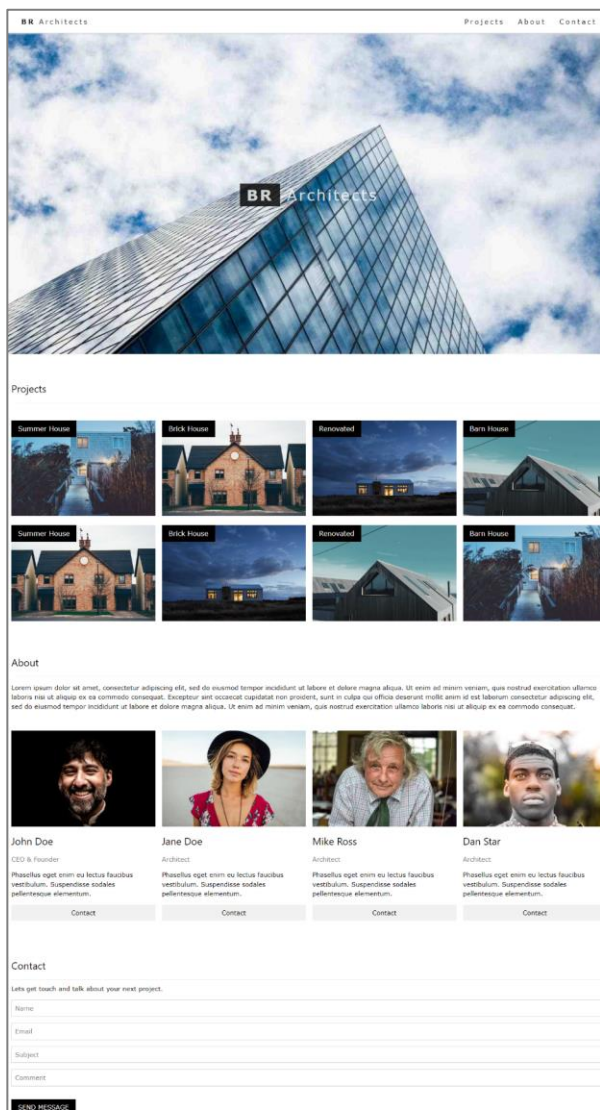 BR Architects
Projects About Contact
BR Architects
Projects
Summer House
Brick House
Renovated
Barn House
Summer House
Brick House
Renovated
Barn House
About
Lorem ipsum dolor sit amet, consectetur adipiscing elit, sed do eiusmod tempor incididunt ut labore et dolore magna aliqua. Ut enim ad minim veniam, quis nostrud exercitation ullamco
laboris nisi ut aliquip ex ea commodo consequat. Excepteur sint occaecat cupidatat non proident, sunt in culpa qui officia deserunt mollit anim id est laborum consectetur adipiscing elit,
sed do eiusmod tempor incididunt ut labore et dolore magna aliqua. Ut enim ad minim veniam, quis nostrud exercitation ullamco laboris nisi ut aliquip ex ea commodo consequat.
John Doe
CEO & Founder
Phasellus eget enim eu lectus faucibus
vestibulum. Suspendisse sodales
pellentesque elementum.
Contact
Jane Doe
Architect
Phasellus eget enim eu lectus faucibus
vestibulum. Suspendisse sodales
pellentesque elementum.
Contact
Mike Ross
Architect
Phasellus eget enim eu lectus faucibus
vestibulum. Suspendisse sodales
pellentesque elementum.
Contact
Dan Star
Architect
Phasellus eget enim eu lectus faucibus
vestibulum. Suspendisse sodales
pellentesque elementum.
Contact
Contact
Lets get touch and talk about your next project.
Name
Email
Subject
Comment
SEND MESSAGE